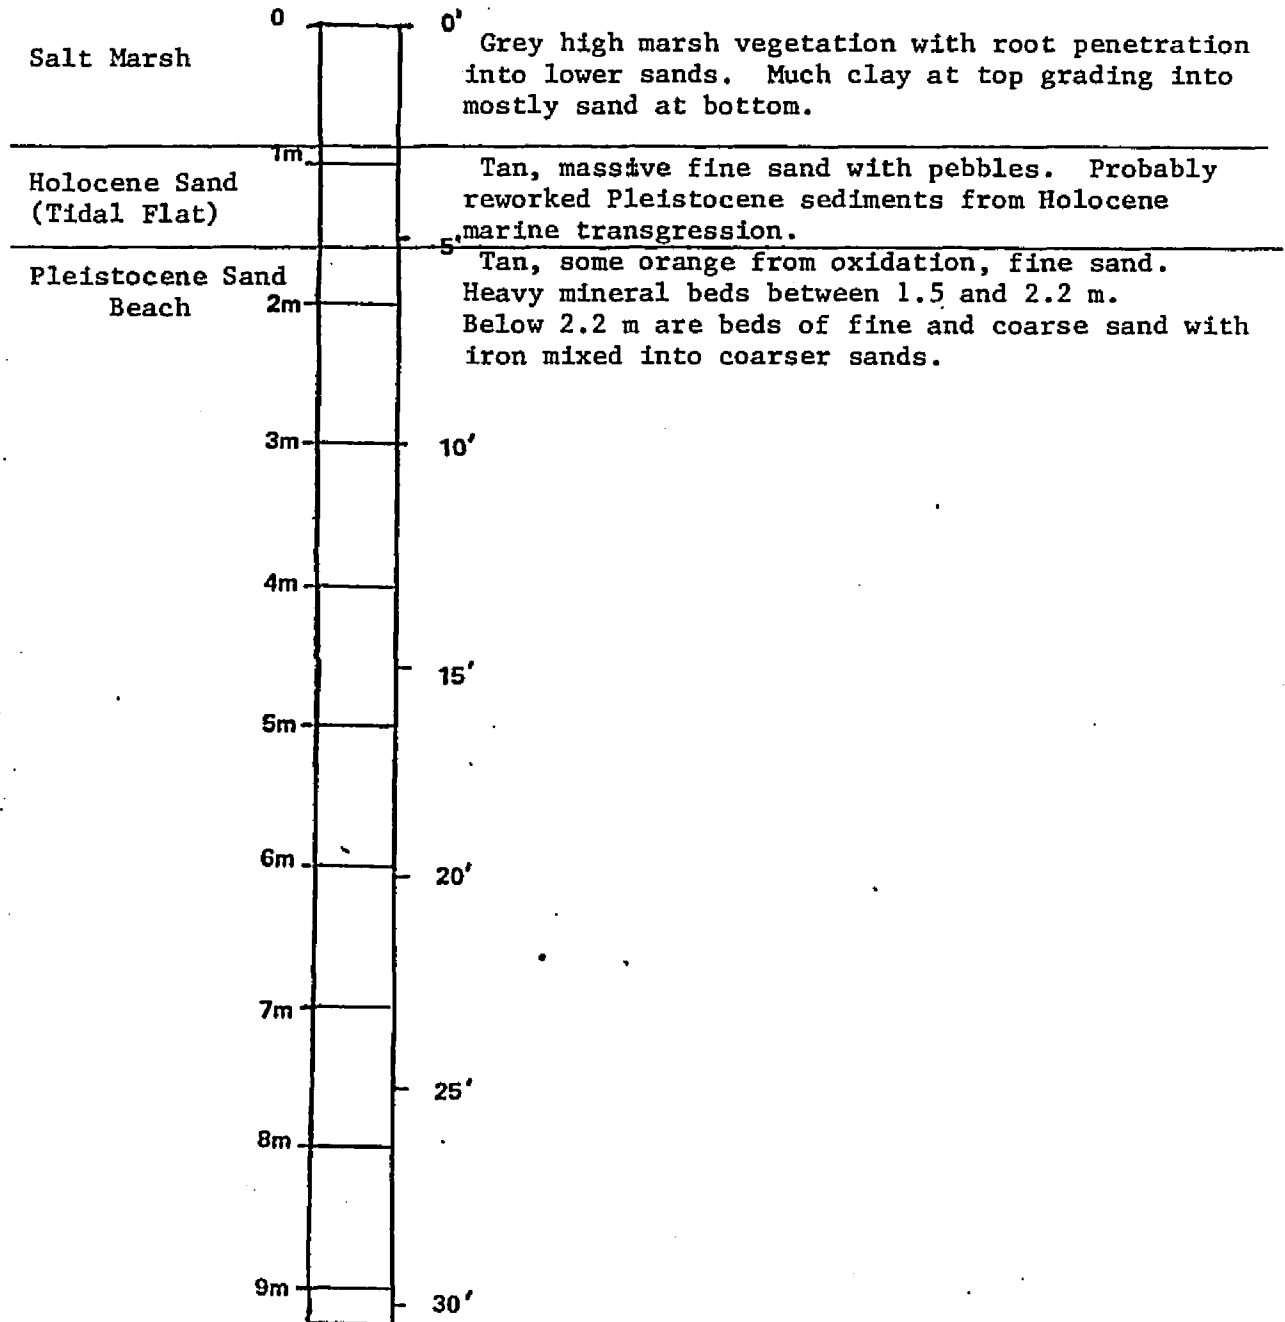 0 0'
Salt Marsh
Grey high marsh vegetation with root penetration
into lower sands. Much clay at top grading into
mostly sand at bottom.
1m
Holocene Sand
(Tidal Flat)
Tan, massive fine sand with pebbles. Probably
reworked Pleistocene sediments from Holocene
marine transgression.
5'
Pleistocene Sand
Beach
Tan, some orange from oxidation, fine sand.
Heavy mineral beds between 1.5 and 2.2 m.
Below 2.2 m are beds of fine and coarse sand with
iron mixed into coarser sands.
2m
3m 10'
4m
15'
5m
6m
20'
7m
25'
8m
9m
30'